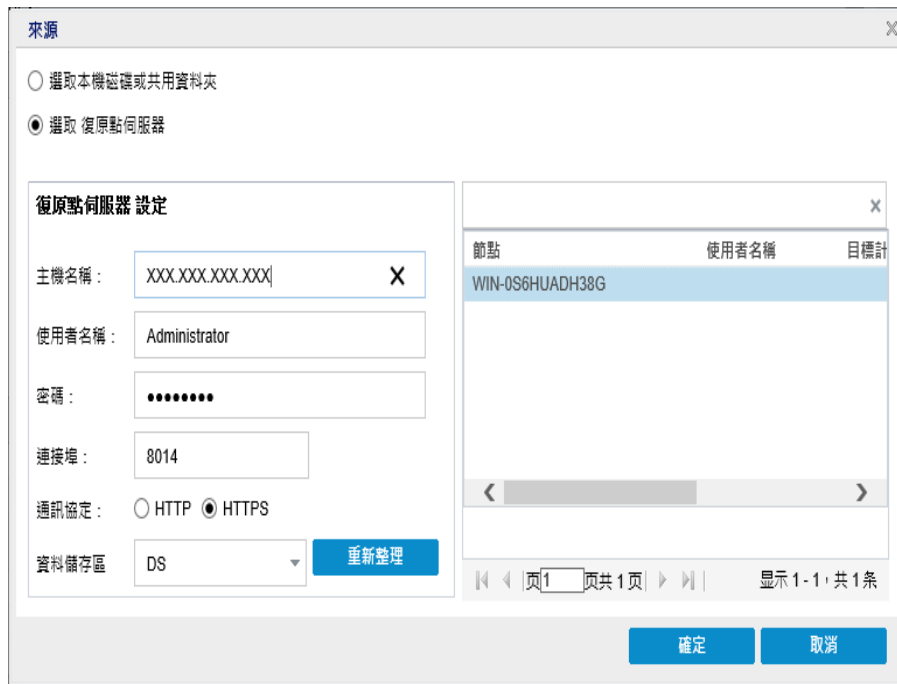 來源
選取本機磁碟或共用資料夾
選取 復原點伺服器
復原點伺服器 設定
主機名稱： XXX.XXX.XXX.XXX
使用者名稱： Administrator
密碼： ••••••••
連接埠： 8014
通訊協定： HTTP HTTPS
資料儲存區 DS 重新整理
節點 使用者名稱 目標計
WIN-0S6HUADH38G
页1 页共 1 页 显示 1 - 1，共 1 条
確定 取消